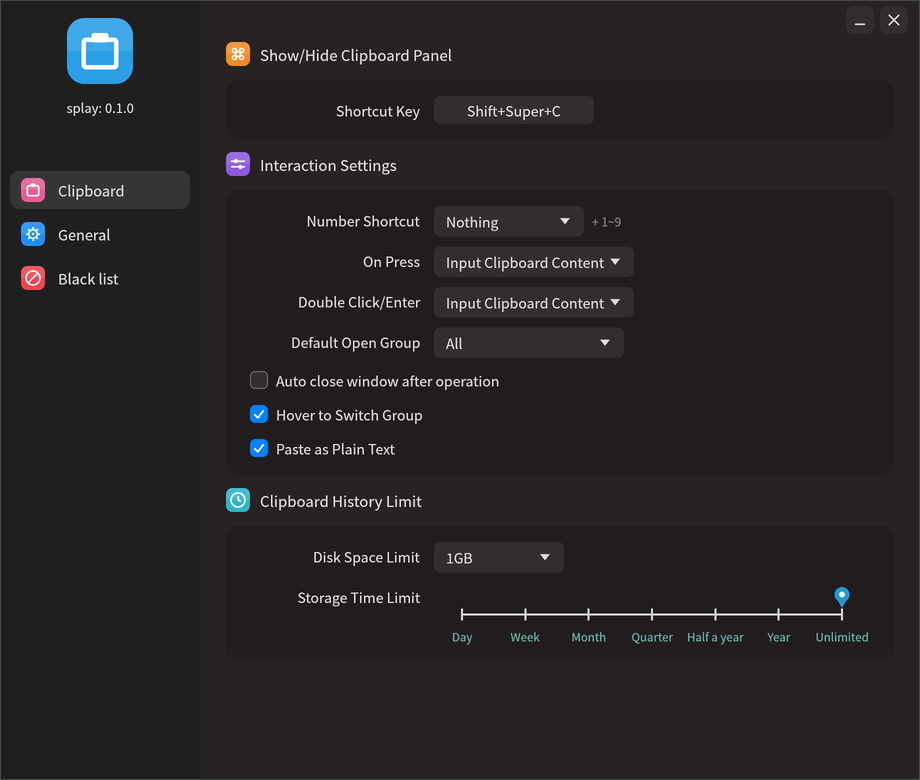 splay: 0.1.0
Clipboard
General
Black list
Show/Hide Clipboard Panel
Shortcut Key Shift+Super+C
Interaction Settings
Number Shortcut Nothing + 1~9
On Press Input Clipboard Content
Double Click/Enter Input Clipboard Content
Default Open Group All
Auto close window after operation
Hover to Switch Group
Paste as Plain Text
Clipboard History Limit
Disk Space Limit 1GB
Storage Time Limit
Day Week Month Quarter Half a year Year Unlimited